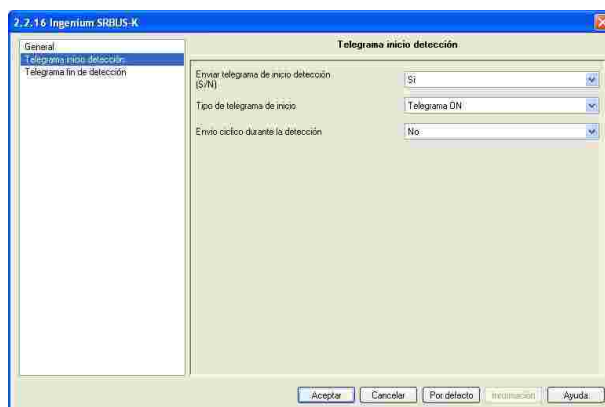 2.2.16 Ingenium SRBUS-K
General
Telegrama inicio detección
Telegrama fin de detección
Telegrama inicio detección
Enviar telegrama de inicio detección
(S/N)
Si
Tipo de telegrama de inicio
Telegrama ON
Envio ciclico durante la detección
No
Aceptar
Cancelar
Por defecto
Información
Ayuda